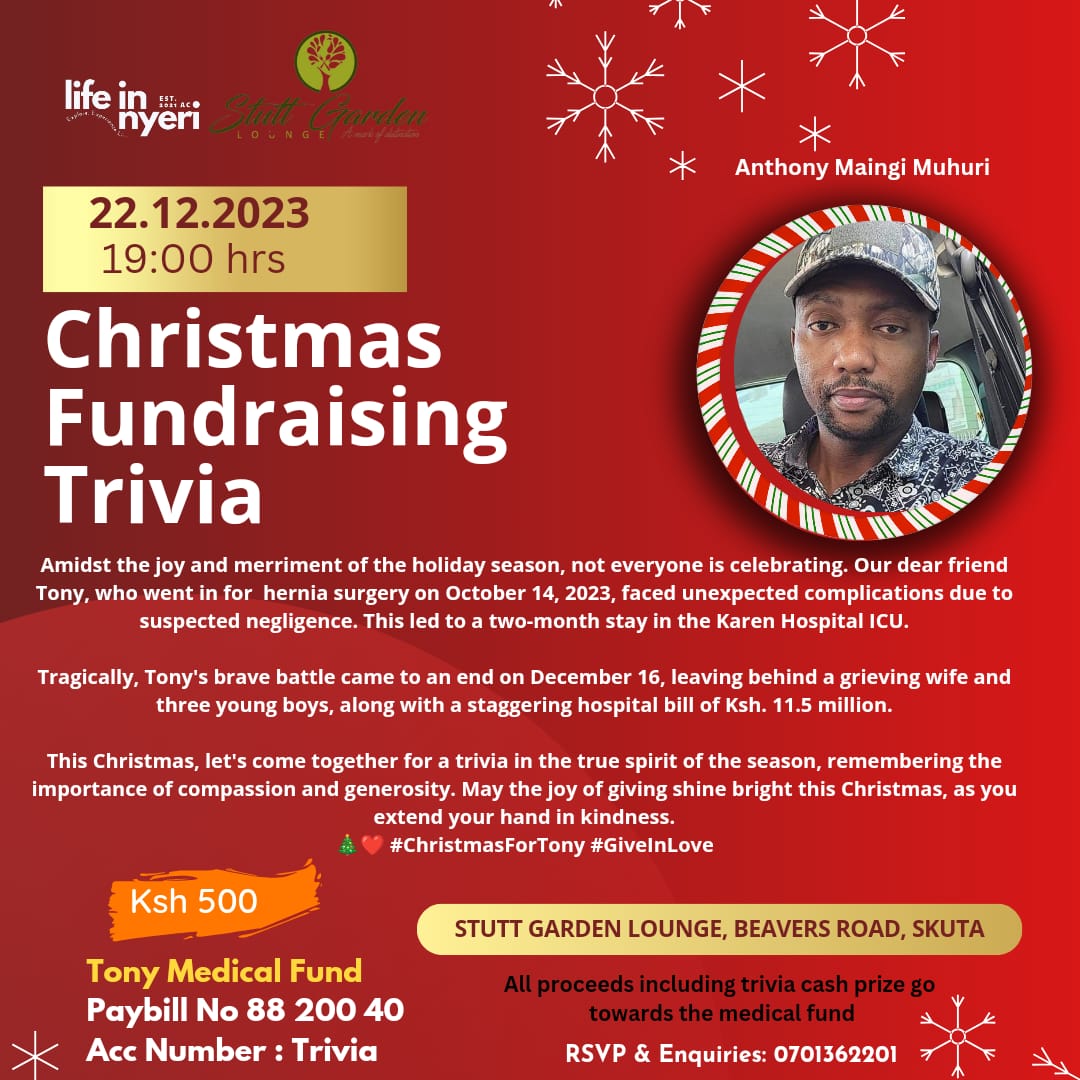 life in
EST.
2021 AC
nyeri
Stutt Garden
LOUNGE
A mark of distinction
Anthony Maingi Muhuri
22.12.2023
19:00 hrs
Christmas
Fundraising
Trivia
Amidst the joy and merriment of the holiday season, not everyone is celebrating. Our dear friend
Tony, who went in for hernia surgery on October 14, 2023, faced unexpected complications due to
suspected negligence. This led to a two-month stay in the Karen Hospital ICU.
Tragically, Tony's brave battle came to an end on December 16, leaving behind a grieving wife and
three young boys, along with a staggering hospital bill of Ksh. 11.5 million.
This Christmas, let's come together for a trivia in the true spirit of the season, remembering the
importance of compassion and generosity. May the joy of giving shine bright this Christmas, as you
extend your hand in kindness.
🎄❤️ #ChristmasForTony #GiveInLove
Ksh 500
STUTT GARDEN LOUNGE, BEAVERS ROAD, SKUTA
Tony Medical Fund
Paybill No 88 200 40
Acc Number : Trivia
All proceeds including trivia cash prize go
towards the medical fund
RSVP & Enquiries: 0701362201